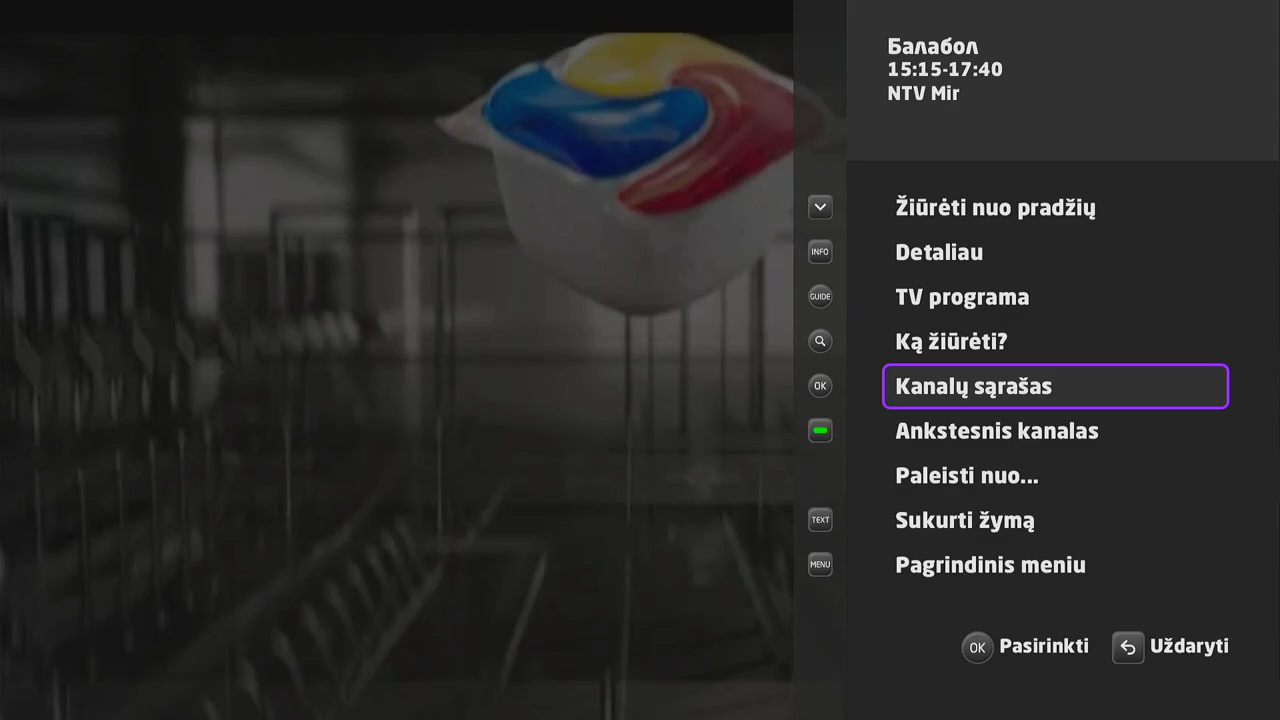 Балабол
15:15-17:40
NTV Mir
Žiūrėti nuo pradžių
INFO Detaliau
GUIDE TV programa
Ką žiūrėti?
OK Kanalų sąrašas
Ankstesnis kanalas
Paleisti nuo...
TEXT Sukurti žymą
MENU Pagrindinis meniu
OK Pasirinkti Uždaryti